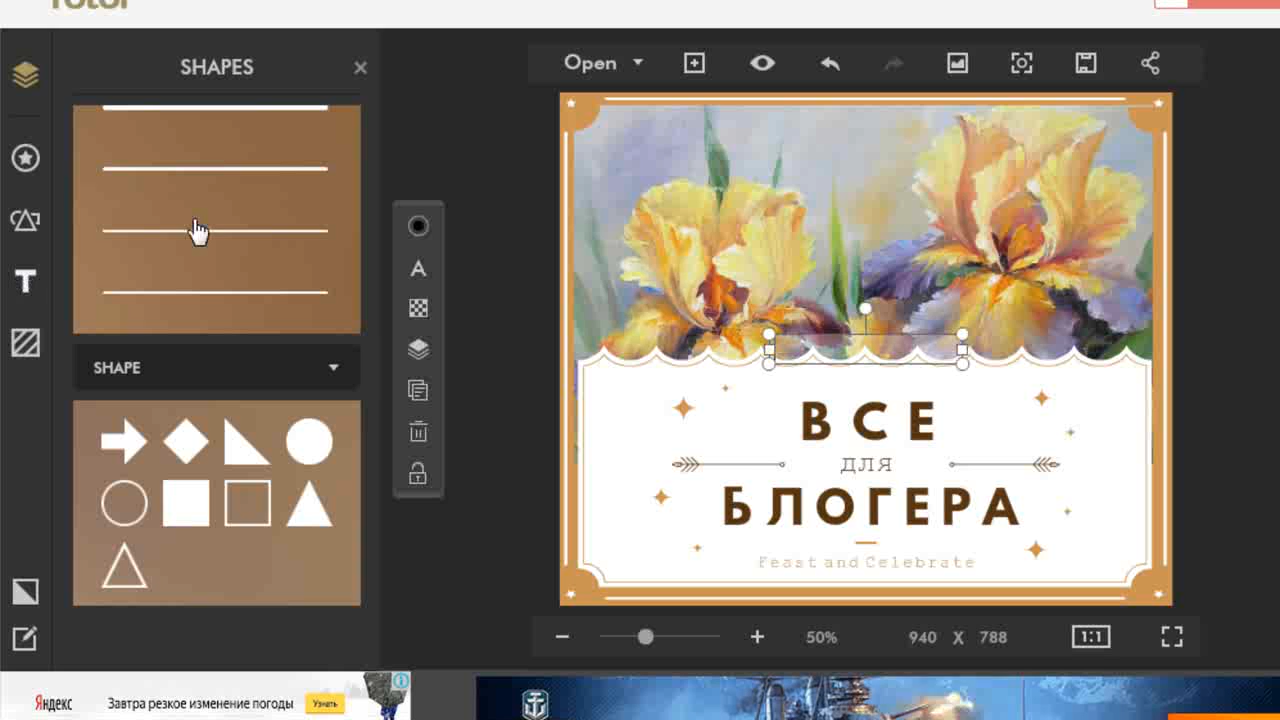 fotor
SHAPES
Open
SHAPE
ВСЕ
ДЛЯ
БЛОГЕРА
Feast and Celebrate
50%
940 X 788
1:1
Яндекс
Завтра резкое изменение погоды
Узнать